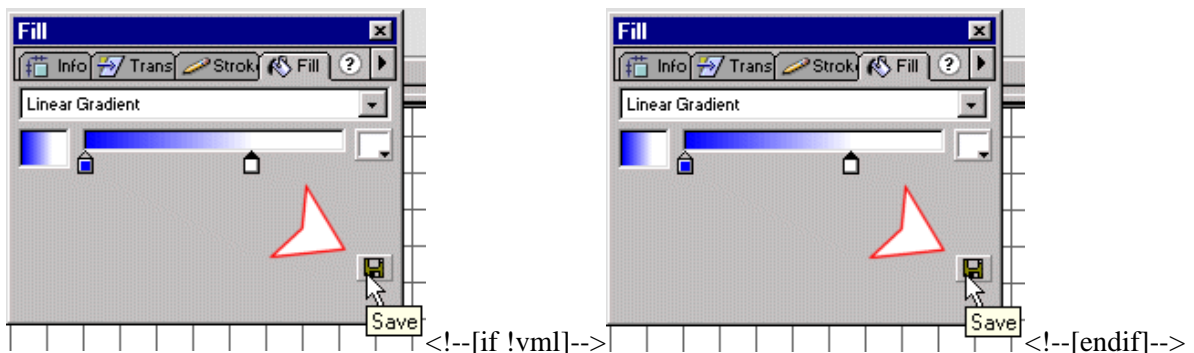 Fill
Info Trans Strok Fill ?
Linear Gradient
Save
<!--[if !vml]-->
Fill
Info Trans Strok Fill ?
Linear Gradient
Save
<!--[endif]-->